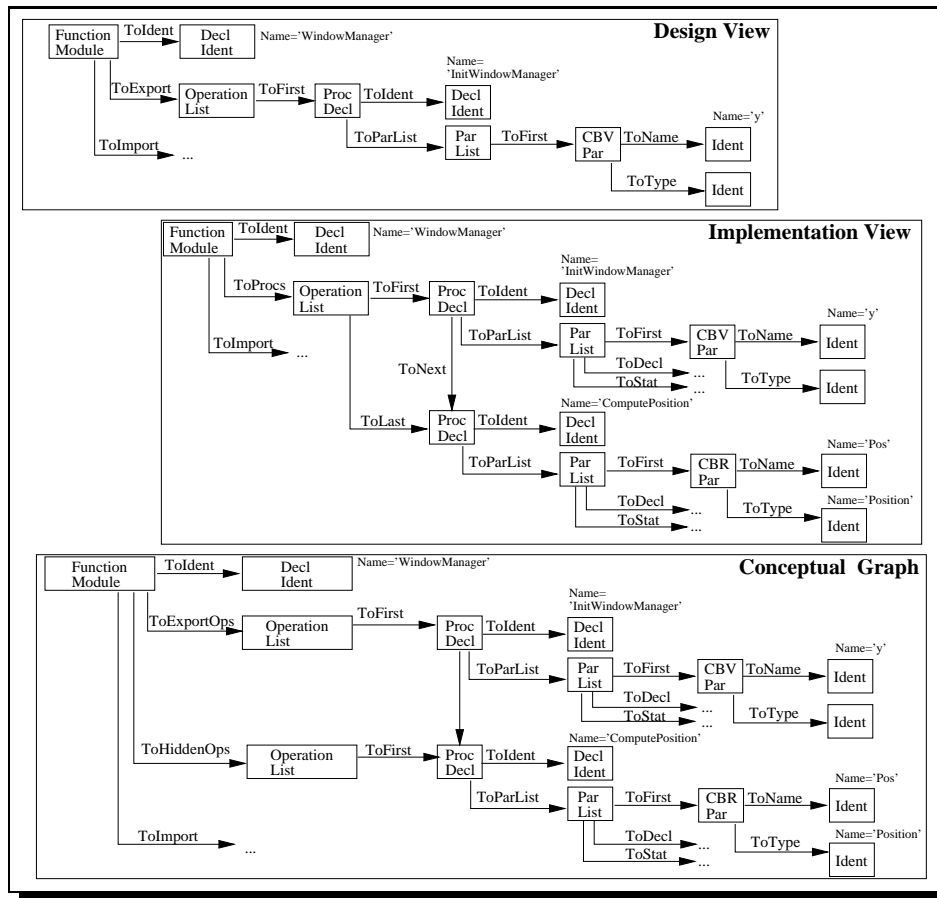 Design View
Function
Module
ToIdent
Decl
Ident
Name='WindowManager'
ToExport
Operation
List
ToFirst
Proc
Decl
ToIdent
Name=
'InitWindowManager'
Decl
Ident
ToParList
Par
List
ToFirst
CBV
Par
ToName
Name='y'
Ident
ToType
Ident
ToImport
...
Implementation View
Function
Module
ToIdent
Decl
Ident
Name='WindowManager'
ToProcs
Operation
List
ToFirst
Proc
Decl
ToIdent
Name=
'InitWindowManager'
Decl
Ident
ToParList
Par
List
ToFirst
CBV
Par
ToName
Name='y'
Ident
ToType
Ident
ToDecl
...
ToStat
...
ToImport
...
ToNext
ToLast
Proc
Decl
ToIdent
Name='ComputePosition'
Decl
Ident
ToParList
Par
List
ToFirst
CBR
Par
ToName
Name='Pos'
Ident
ToType
Name='Position'
Ident
ToDecl
...
ToStat
...
Conceptual Graph
Function
Module
ToIdent
Decl
Ident
Name='WindowManager'
ToExportOps
Operation
List
ToFirst
Proc
Decl
ToIdent
Name=
'InitWindowManager'
Decl
Ident
ToParList
Par
List
ToFirst
CBV
Par
ToName
Name='y'
Ident
ToType
Ident
ToDecl
...
ToStat
...
ToHiddenOps
Operation
List
ToFirst
Proc
Decl
ToIdent
Name='ComputePosition'
Decl
Ident
ToParList
Par
List
ToFirst
CBR
Par
ToName
Name='Pos'
Ident
ToType
Name='Position'
Ident
ToDecl
...
ToStat
...
ToImport
...